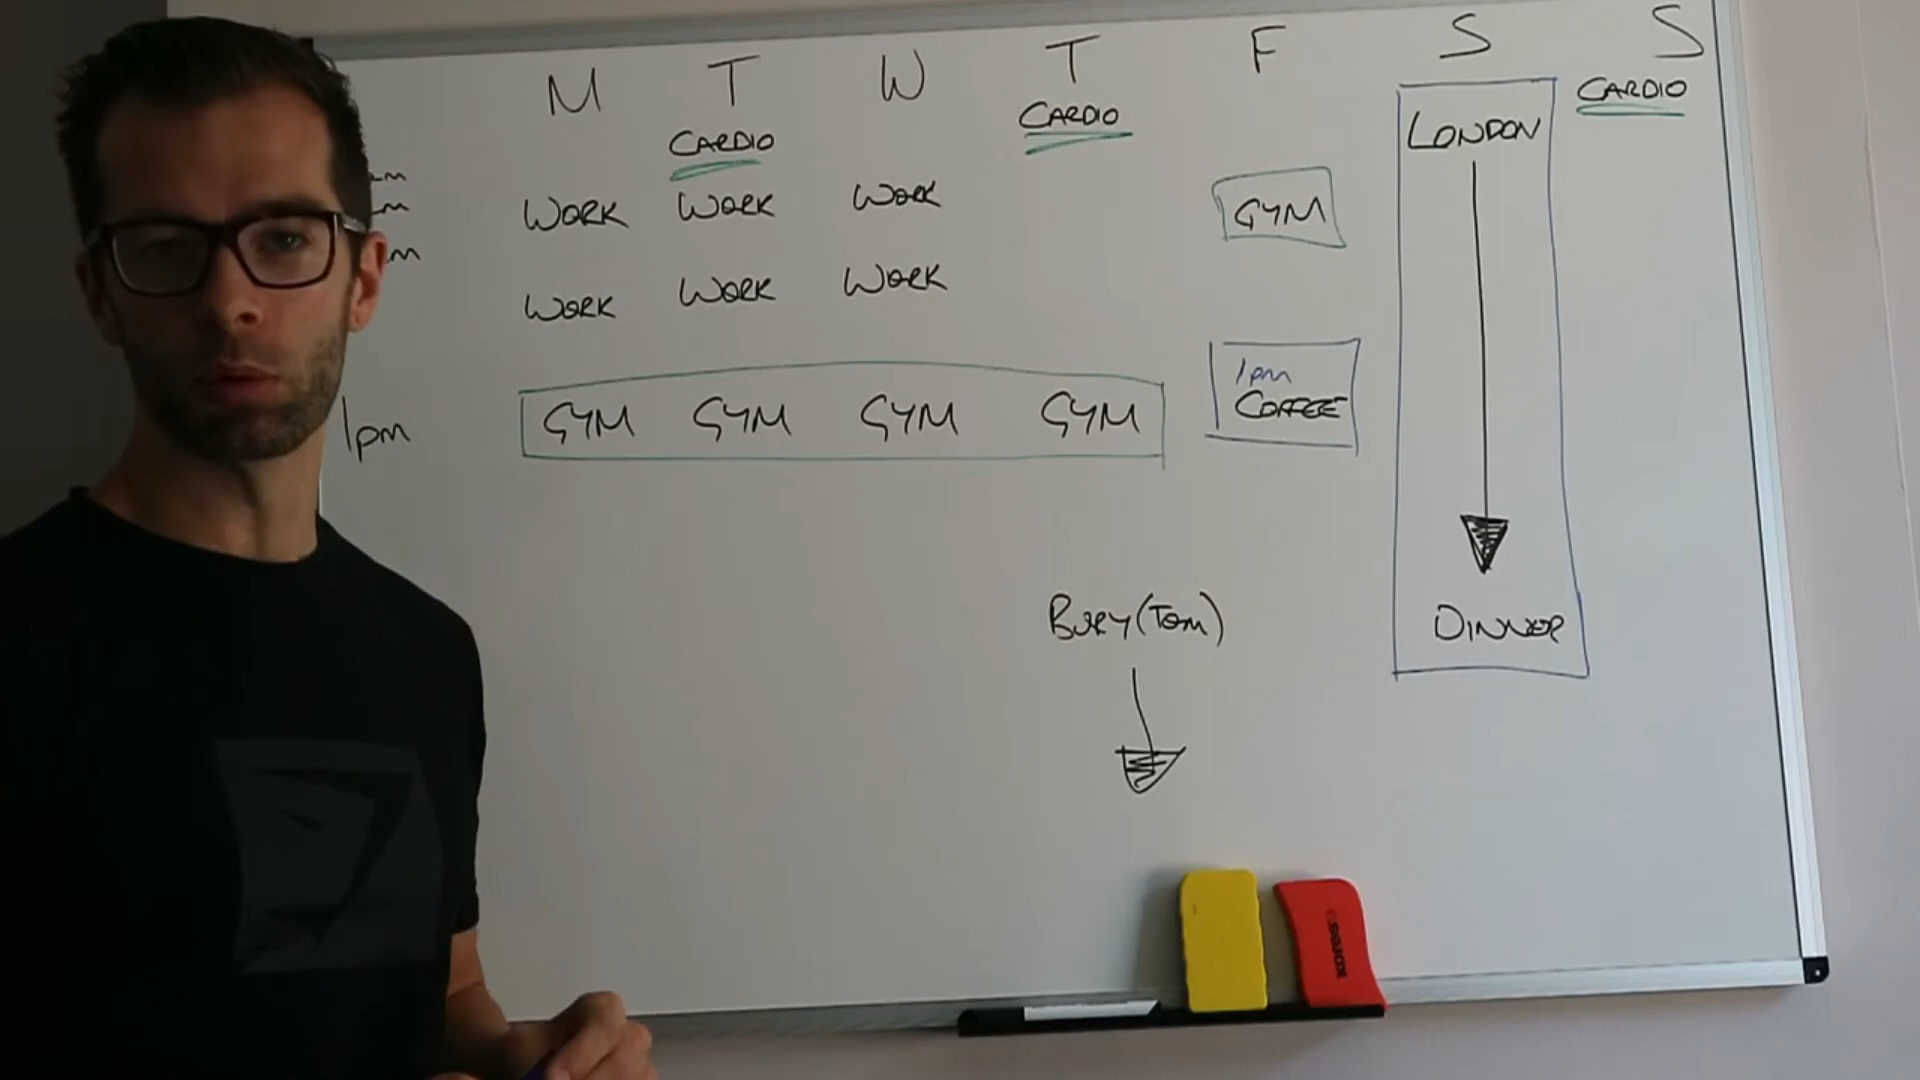 M T W T F S S
CARDIO CARDIO CARDIO
LONDON
WORK WORK WORK
GYM
WORK WORK WORK
1pm
COFFEE
1pm GYM GYM GYM GYM
BURY (TOM)
DINNER